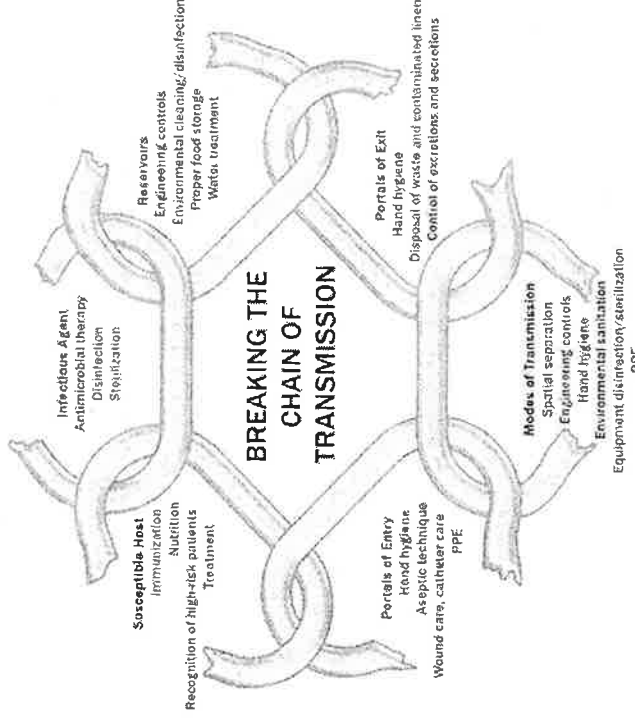 Infectious Agent
Antimicrobial therapy
Disinfection
Sterilization
Reservoirs
Engineering controls
Environmental cleaning/disinfection
Proper food storage
Water treatment
Portals of Exit
Hand hygiene
Disposal of waste and contaminated linen
Control of excretions and secretions
Modes of Transmission
Spatial separation
Engineering controls
Hand hygiene
Environmental sanitation
Equipment disinfection/sterilization
PPE
Portals of Entry
Hand hygiene
Aseptic technique
Wound care, catheter care
PPE
Susceptible Host
Immunization
Nutrition
Recognition of high-risk patients
Treatment
BREAKING THE
CHAIN OF
TRANSMISSION